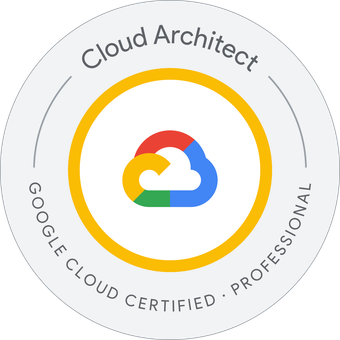 Cloud Architect
GOOGLE CLOUD CERTIFIED · PROFESSIONAL